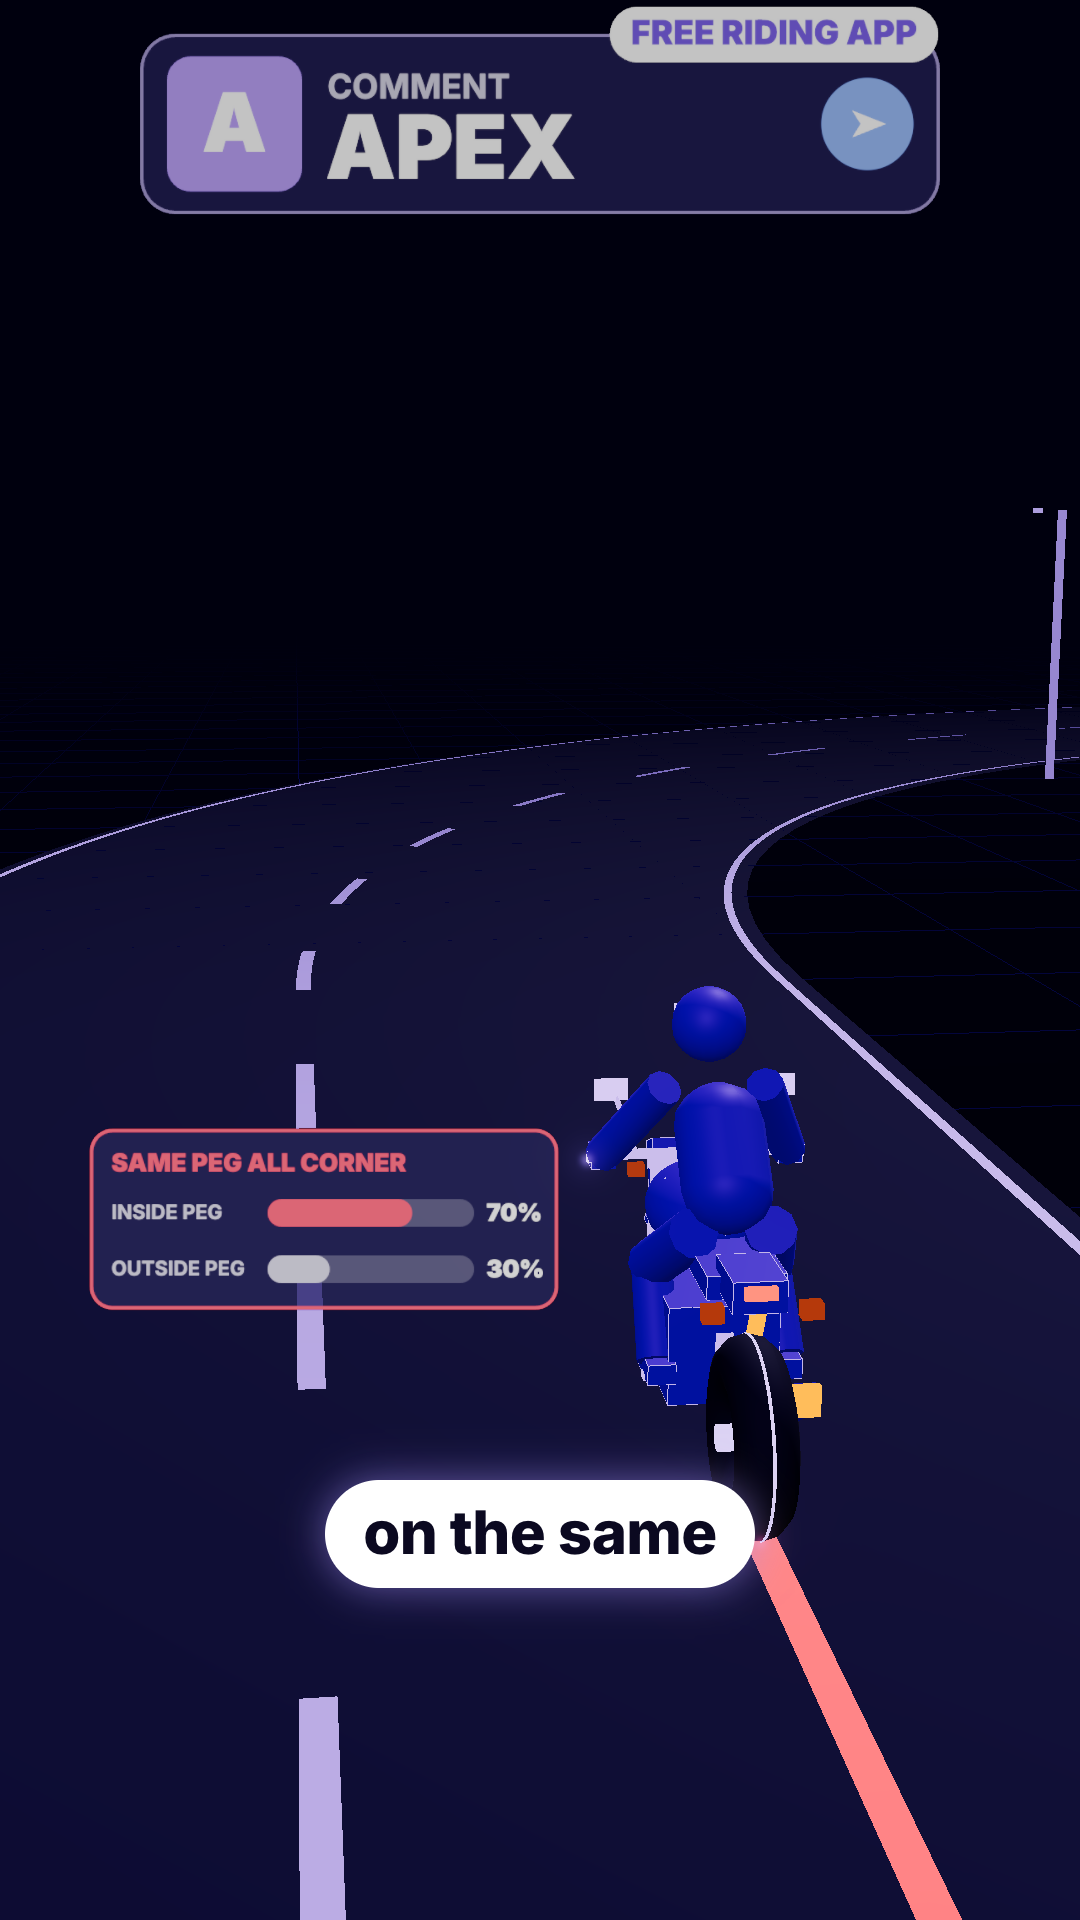 FREE RIDING APP
A
COMMENT
APEX
SAME PEG ALL CORNER
INSIDE PEG 70%
OUTSIDE PEG 30%
on the same